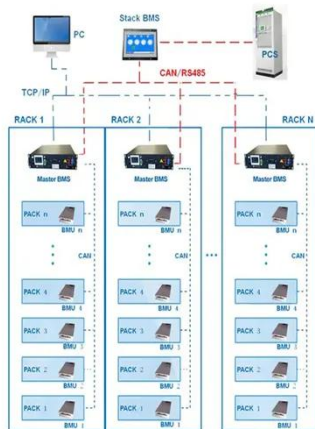 PC
Stack BMS
PCS
CAN/RS485
TCP/IP
RACK 1
RACK 2
RACK N
Master BMS
Master BMS
Master BMS
PACK n
BMU n
PACK n
BMU n
PACK n
BMU n
CAN
CAN
CAN
...
PACK 4
BMU 4
PACK 4
BMU 4
PACK 4
BMU 4
PACK 3
BMU 3
PACK 3
BMU 3
PACK 3
BMU 3
PACK 2
BMU 2
PACK 2
BMU 2
PACK 2
BMU 2
PACK 1
BMU 1
PACK 1
BMU 1
PACK 1
BMU 1